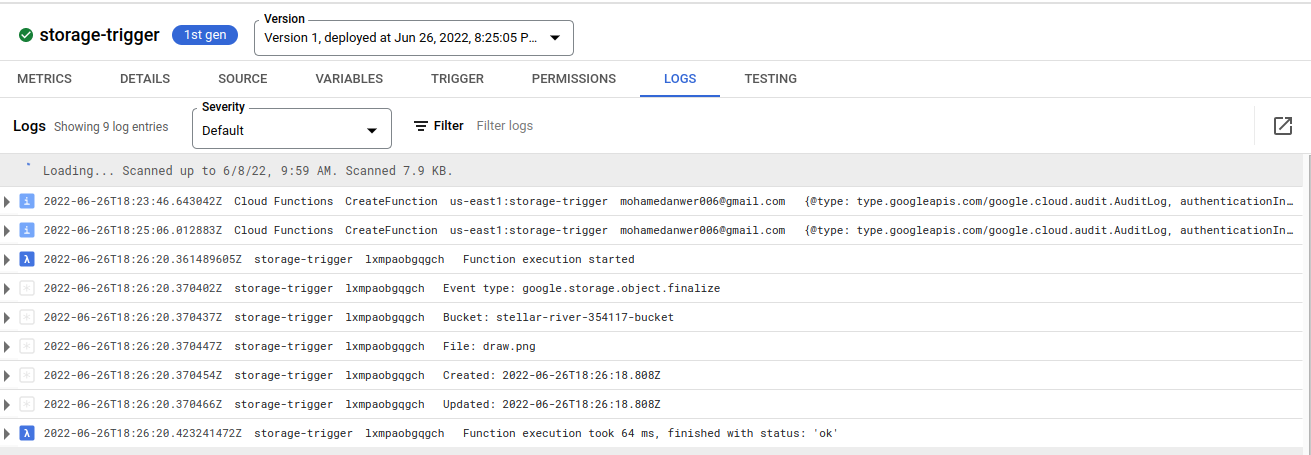 storage-trigger 1st gen Version
Version 1, deployed at Jun 26, 2022, 8:25:05 P...
METRICS DETAILS SOURCE VARIABLES TRIGGER PERMISSIONS LOGS TESTING
Logs Showing 9 log entries Severity Default Filter Filter logs
Loading... Scanned up to 6/8/22, 9:59 AM. Scanned 7.9 KB.
i 2022-06-26T18:23:46.643042Z Cloud Functions CreateFunction us-east1:storage-trigger mohamedanwer006@gmail.com {@type: type.googleapis.com/google.cloud.audit.AuditLog, authenticationIn…
i 2022-06-26T18:25:06.012883Z Cloud Functions CreateFunction us-east1:storage-trigger mohamedanwer006@gmail.com {@type: type.googleapis.com/google.cloud.audit.AuditLog, authenticationIn…
λ 2022-06-26T18:26:20.361489605Z storage-trigger lxmpaobgqgch Function execution started
* 2022-06-26T18:26:20.370402Z storage-trigger lxmpaobgqgch Event type: google.storage.object.finalize
* 2022-06-26T18:26:20.370437Z storage-trigger lxmpaobgqgch Bucket: stellar-river-354117-bucket
* 2022-06-26T18:26:20.370447Z storage-trigger lxmpaobgqgch File: draw.png
* 2022-06-26T18:26:20.370454Z storage-trigger lxmpaobgqgch Created: 2022-06-26T18:26:18.808Z
* 2022-06-26T18:26:20.370466Z storage-trigger lxmpaobgqgch Updated: 2022-06-26T18:26:18.808Z
λ 2022-06-26T18:26:20.423241472Z storage-trigger lxmpaobgqgch Function execution took 64 ms, finished with status: 'ok'